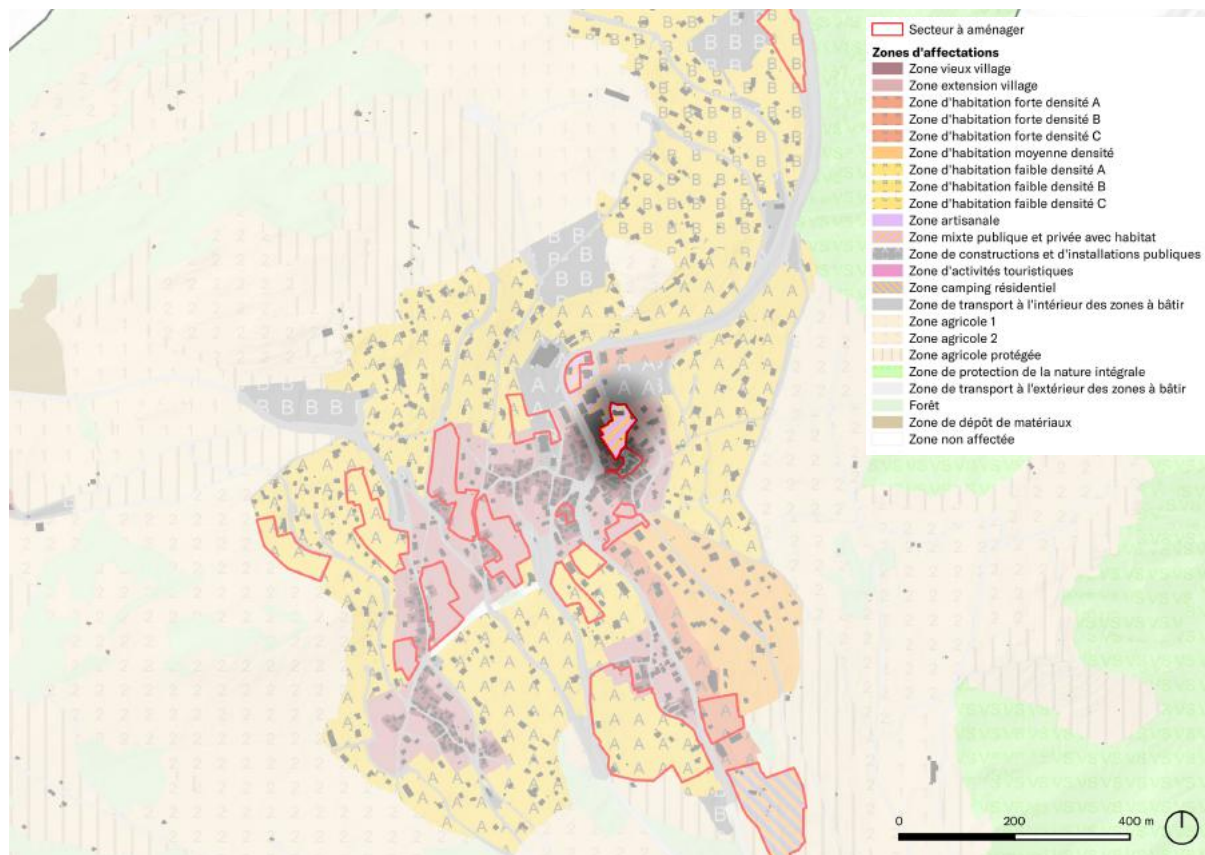 Secteur à aménager
Zones d'affectations
Zone vieux village
Zone extension village
Zone d'habitation forte densité A
Zone d'habitation forte densité B
Zone d'habitation forte densité C
Zone d'habitation moyenne densité
Zone d'habitation faible densité A
Zone d'habitation faible densité B
Zone d'habitation faible densité C
Zone artisanale
Zone mixte publique et privée avec habitat
Zone de constructions et d'installations publiques
Zone d'activités touristiques
Zone camping résidentiel
Zone de transport à l'intérieur des zones à bâtir
Zone agricole 1
Zone agricole 2
Zone agricole protégée
Zone de protection de la nature intégrale
Zone de transport à l'extérieur des zones à bâtir
Forêt
Zone de dépôt de matériaux
Zone non affectée
0 200 400 m